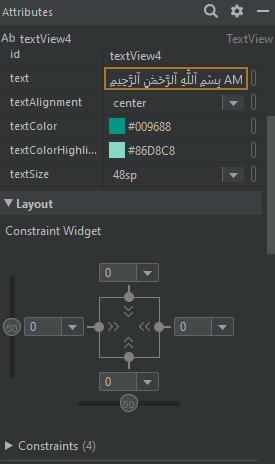 Attributes
Ab textView4 TextView
id textView4
text بِسْمِ ٱللَّهِ ٱلرَّحْمَٰنِ ٱلرَّحِيمِ AM
textAlignment center
textColor #009688
textColorHighli... #86D8C8
textSize 48sp
Layout
Constraint Widget
0
0 0
50
0
50
Constraints (4)